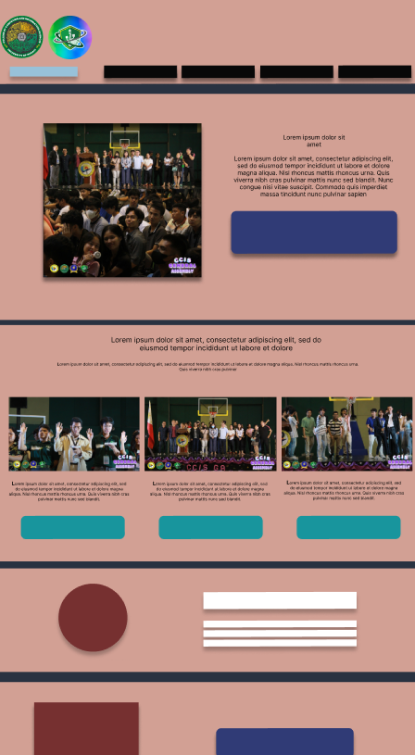 Lorem ipsum dolor sit
amet
Lorem ipsum dolor sit amet, consectetur adipiscing elit,
sed do eiusmod tempor incididunt ut labore et dolore
magna aliqua. Nisl rhoncus mattis rhoncus urna. Quis
viverra nibh cras pulvinar mattis nunc sed blandit. Nunc
congue nisi vitae suscipit. Commodo quis imperdiet
massa tincidunt nunc pulvinar sapien
CCIS
ASSEMBLY
Lorem ipsum dolor sit amet, consectetur adipiscing elit, sed do
eiusmod tempor incididunt ut labore et dolore
Lorem ipsum dolor sit amet, consectetur adipiscing elit, sed do eiusmod tempor incididunt ut labore et dolore magna aliqua. Nisl rhoncus mattis rhoncus urna.
Quis viverra nibh cras pulvinar
Lorem ipsum dolor sit amet, consectetur adipiscing elit, sed
do eiusmod tempor incididunt ut labore et dolore magna
aliqua. Nisl rhoncus mattis rhoncus urna. Quis viverra nibh cras
pulvinar mattis nunc sed blandit.
Lorem ipsum dolor sit amet, consectetur adipiscing elit, sed
do eiusmod tempor incididunt ut labore et dolore magna
aliqua. Nisl rhoncus mattis rhoncus urna. Quis viverra nibh cras
pulvinar mattis nunc sed blandit.
Lorem ipsum dolor sit amet, consectetur adipiscing elit, sed
do eiusmod tempor incididunt ut labore et dolore magna
aliqua. Nisl rhoncus mattis rhoncus urna. Quis viverra nibh cras
pulvinar mattis nunc sed blandit.